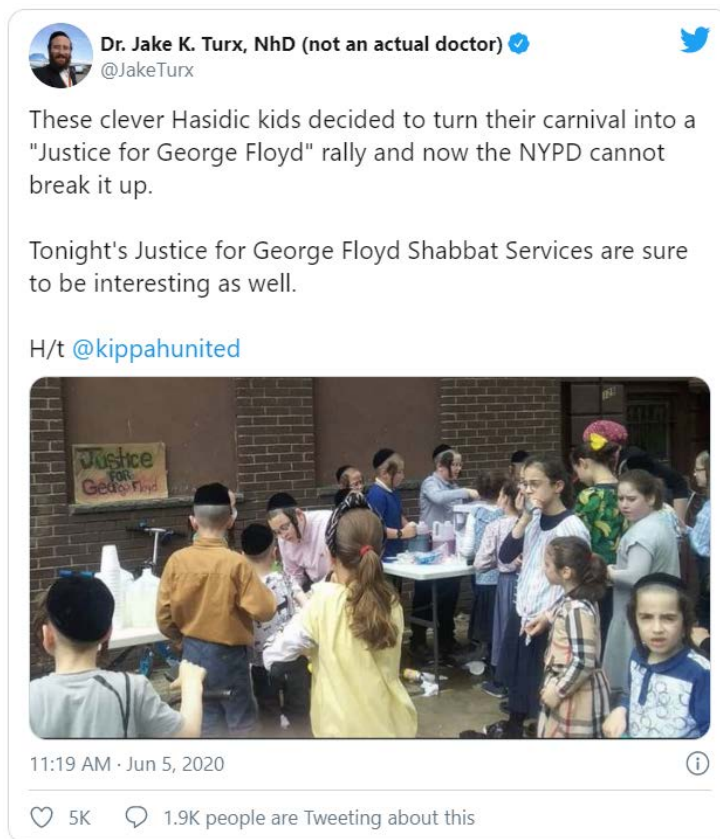 Dr. Jake K. Turx, NhD (not an actual doctor)
@JakeTurx
These clever Hasidic kids decided to turn their carnival into a
"Justice for George Floyd" rally and now the NYPD cannot
break it up.
Tonight's Justice for George Floyd Shabbat Services are sure
to be interesting as well.
H/t @kippahunited
Justice
FOR
George Floyd
11:19 AM · Jun 5, 2020
5K
1.9K people are Tweeting about this